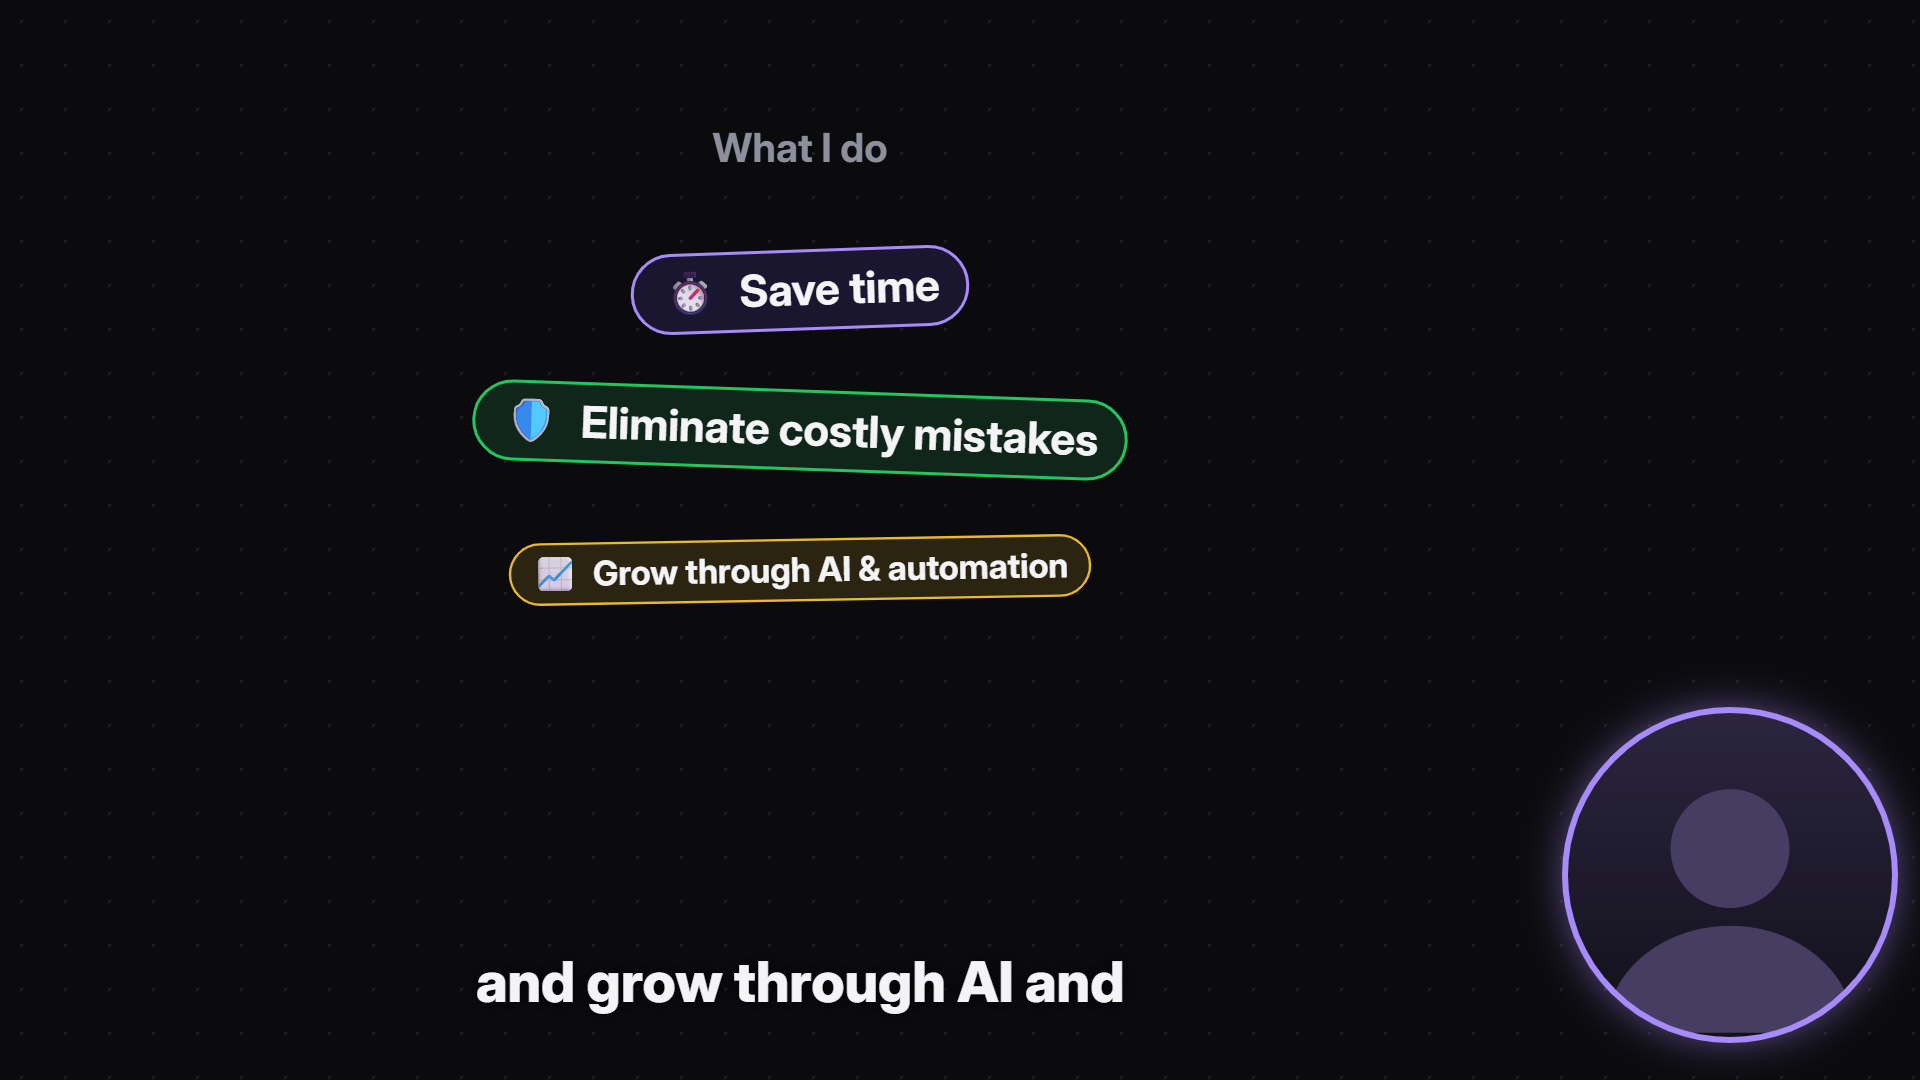 What I do
Save time
Eliminate costly mistakes
Grow through AI & automation
and grow through AI and